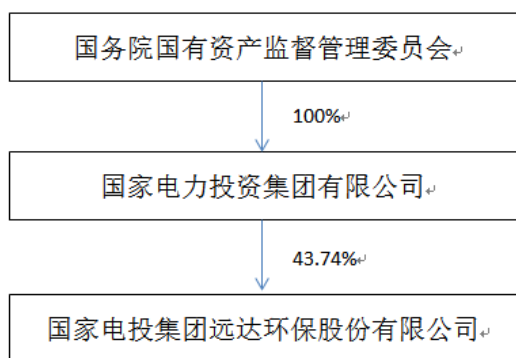 国务院国有资产监督管理委员会
100%
国家电力投资集团有限公司
43.74%
国家电投集团远达环保股份有限公司